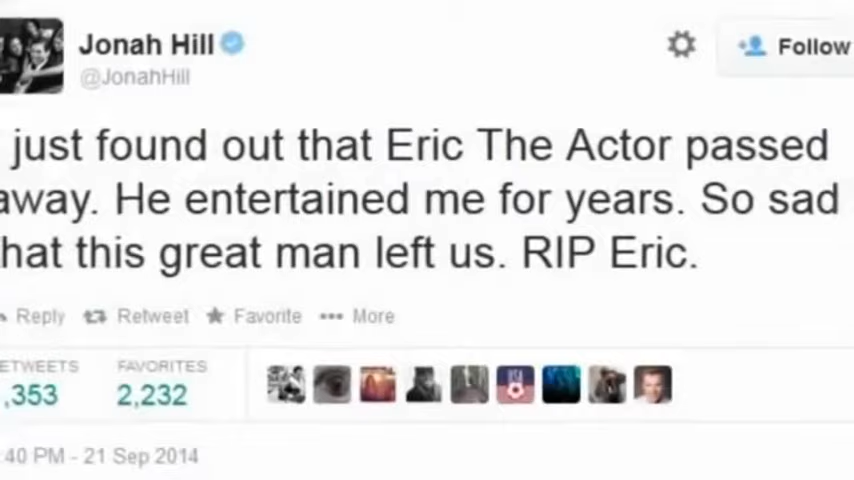 Jonah Hill
@JonahHill
Follow
just found out that Eric The Actor passed
away. He entertained me for years. So sad
hat this great man left us. RIP Eric.
Reply Retweet Favorite More
ETWEETS FAVORITES
,353 2,232
USA
40 PM - 21 Sep 2014